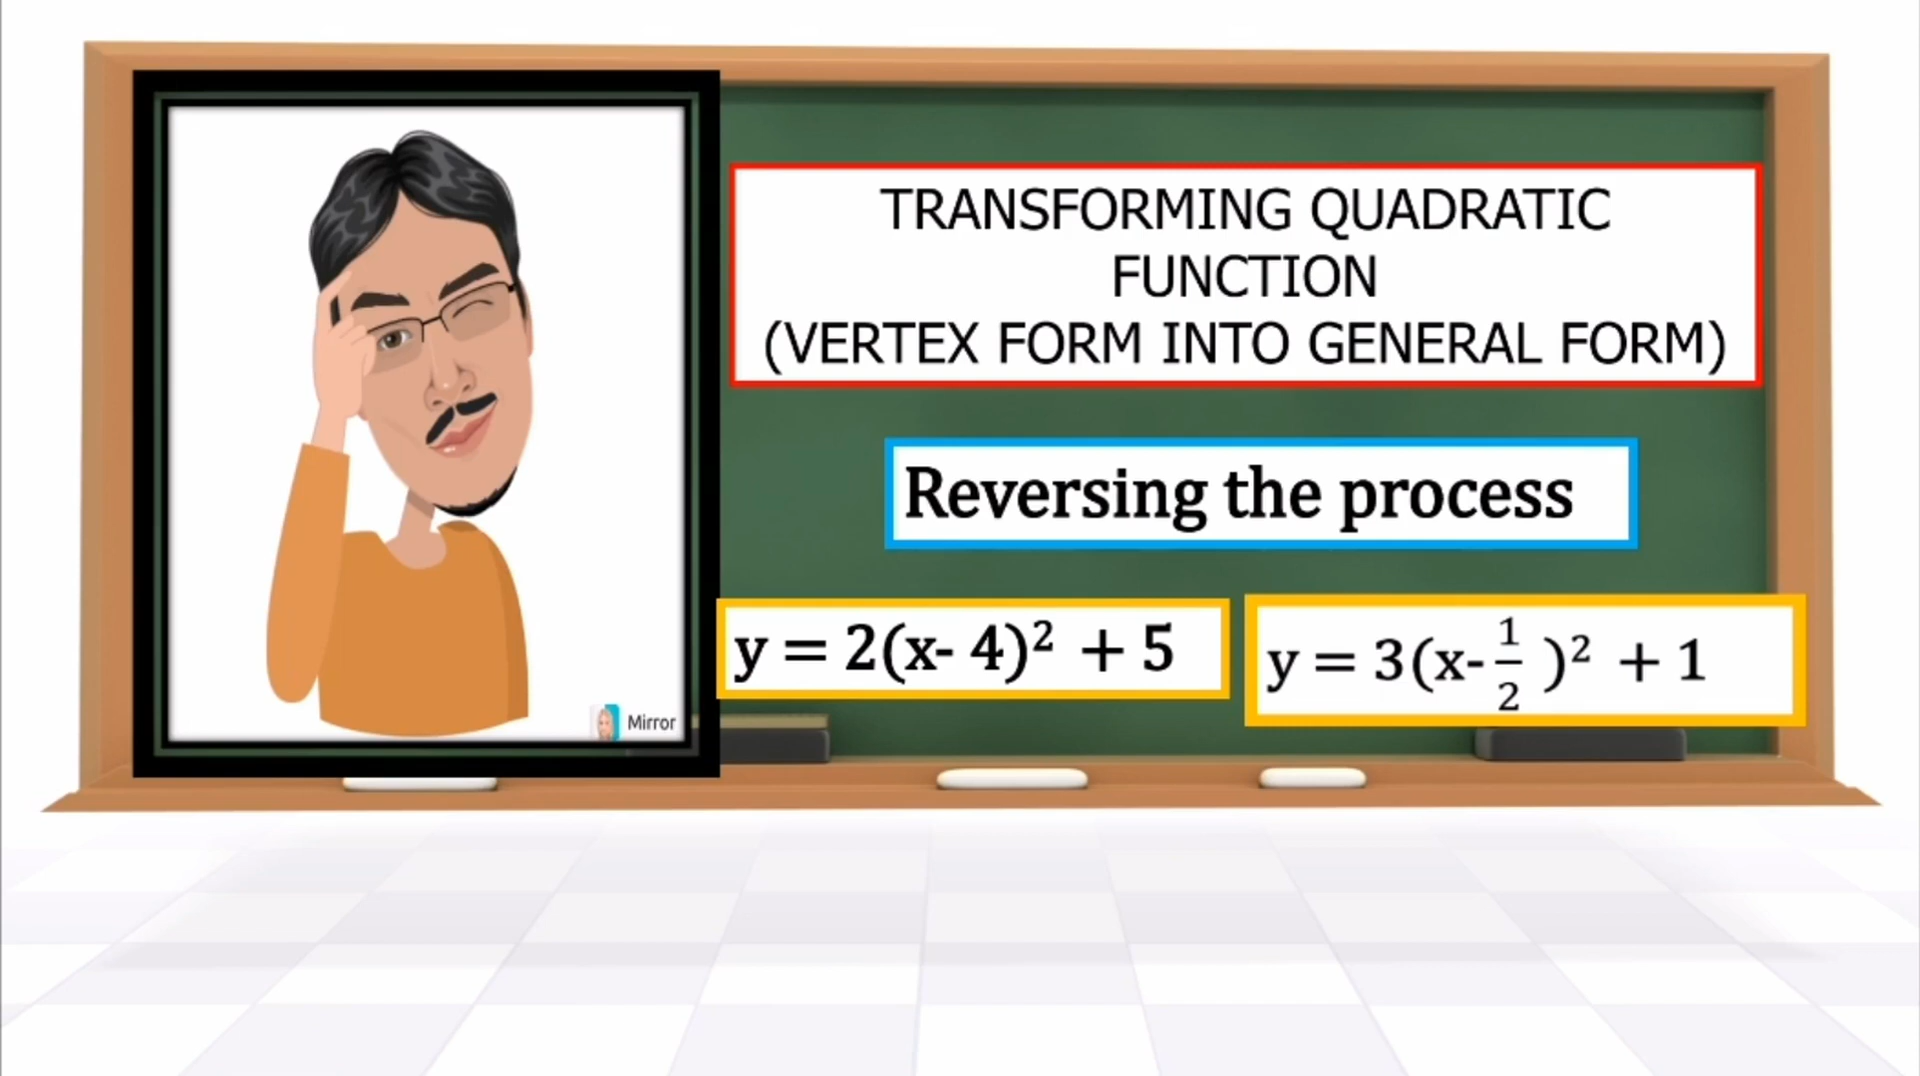 TRANSFORMING QUADRATIC
FUNCTION
(VERTEX FORM INTO GENERAL FORM)
Reversing the process
y = 2(x- 4)² + 5
y = 3(x- 1/2 )² + 1
Mirror